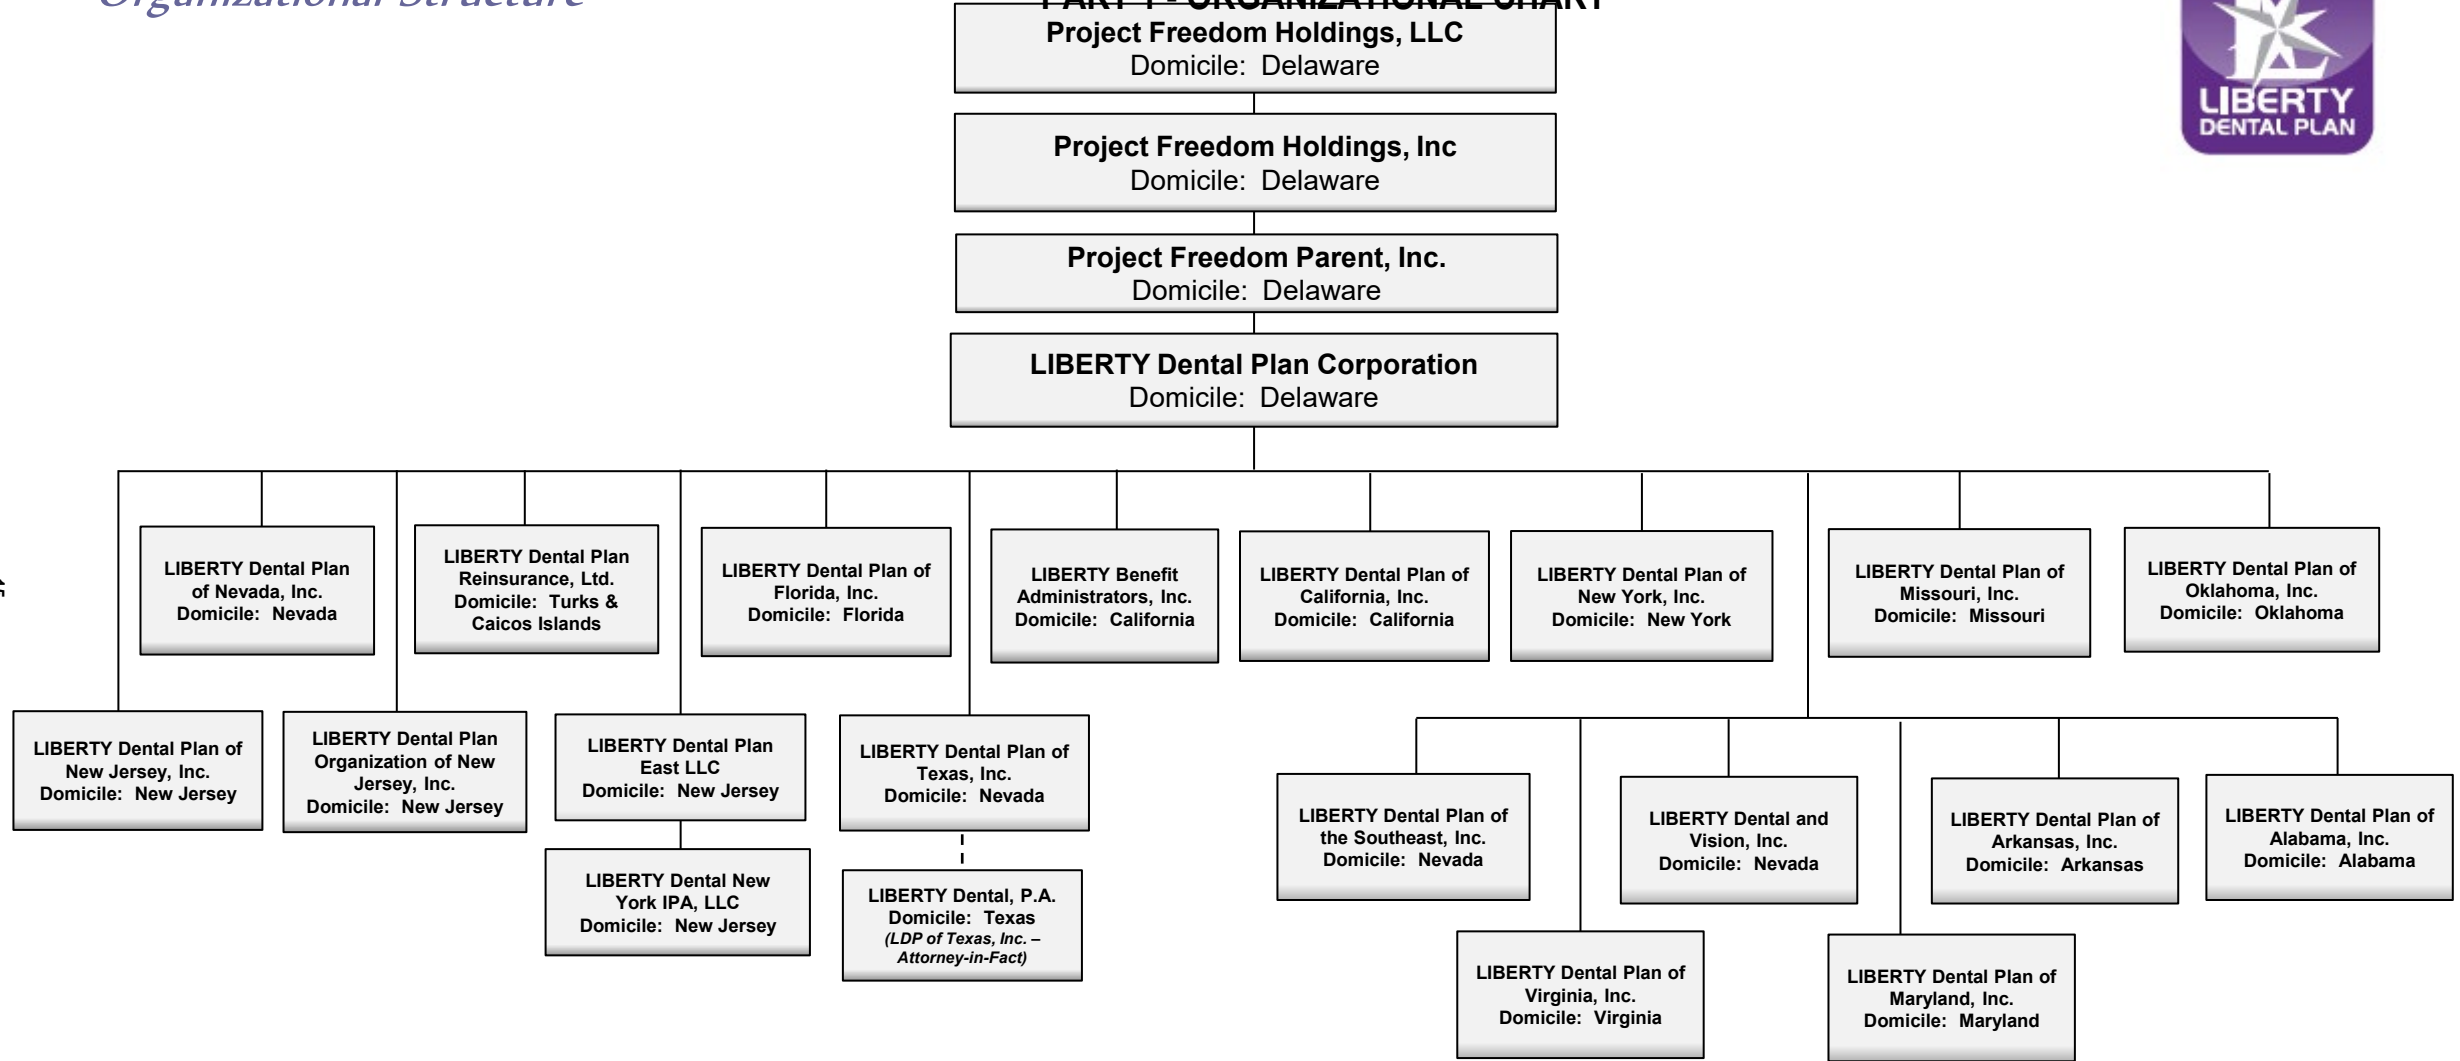 Organizational Structure
PART 1 - ORGANIZATIONAL CHART
LIBERTY
DENTAL PLAN
Project Freedom Holdings, LLC
Domicile: Delaware
Project Freedom Holdings, Inc
Domicile: Delaware
Project Freedom Parent, Inc.
Domicile: Delaware
LIBERTY Dental Plan Corporation
Domicile: Delaware
LIBERTY Dental Plan
of Nevada, Inc.
Domicile: Nevada
LIBERTY Dental Plan
Reinsurance, Ltd.
Domicile: Turks &
Caicos Islands
LIBERTY Dental Plan of
Florida, Inc.
Domicile: Florida
LIBERTY Benefit
Administrators, Inc.
Domicile: California
LIBERTY Dental Plan of
California, Inc.
Domicile: California
LIBERTY Dental Plan of
New York, Inc.
Domicile: New York
LIBERTY Dental Plan of
Missouri, Inc.
Domicile: Missouri
LIBERTY Dental Plan of
Oklahoma, Inc.
Domicile: Oklahoma
LIBERTY Dental Plan of
New Jersey, Inc.
Domicile: New Jersey
LIBERTY Dental Plan
Organization of New
Jersey, Inc.
Domicile: New Jersey
LIBERTY Dental Plan
East LLC
Domicile: New Jersey
LIBERTY Dental Plan of
Texas, Inc.
Domicile: Nevada
LIBERTY Dental New
York IPA, LLC
Domicile: New Jersey
LIBERTY Dental, P.A.
Domicile: Texas
(LDP of Texas, Inc. –
Attorney-in-Fact)
LIBERTY Dental Plan of
the Southeast, Inc.
Domicile: Nevada
LIBERTY Dental and
Vision, Inc.
Domicile: Nevada
LIBERTY Dental Plan of
Arkansas, Inc.
Domicile: Arkansas
LIBERTY Dental Plan of
Alabama, Inc.
Domicile: Alabama
LIBERTY Dental Plan of
Virginia, Inc.
Domicile: Virginia
LIBERTY Dental Plan of
Maryland, Inc.
Domicile: Maryland